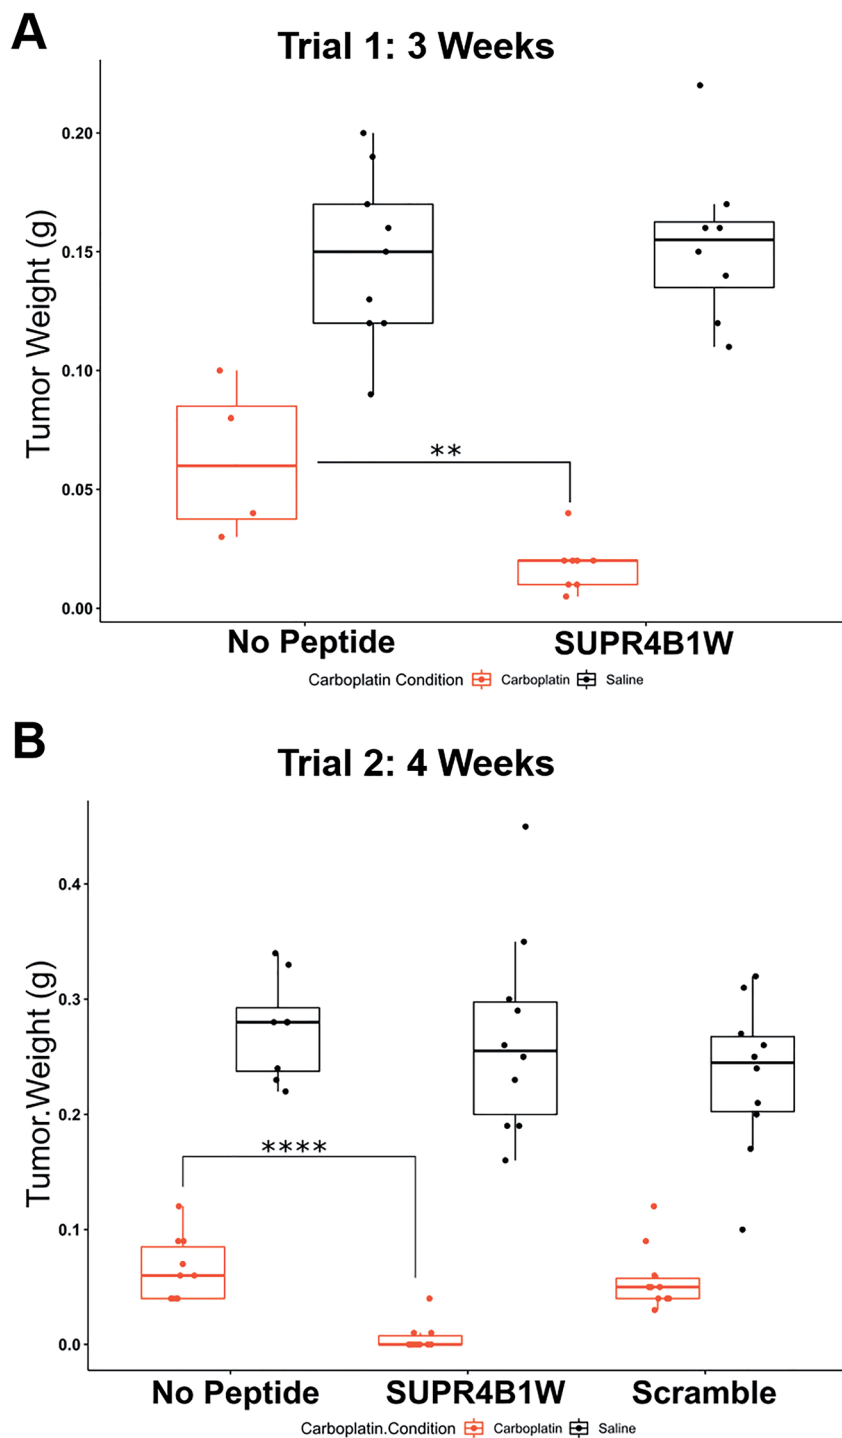 A
Trial 1: 3 Weeks
Tumor Weight (g)
0.20
0.15
0.10
0.05
0.00
**
No Peptide SUPR4B1W
Carboplatin Condition Carboplatin Saline
B
Trial 2: 4 Weeks
Tumor.Weight (g)
0.4
0.3
0.2
0.1
0.0
****
No Peptide SUPR4B1W Scramble
Carboplatin.Condition Carboplatin Saline